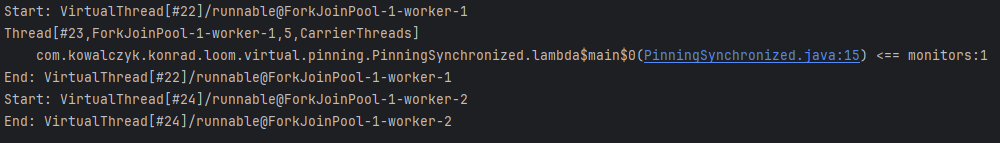 Start: VirtualThread[#22]/runnable@ForkJoinPool-1-worker-1
Thread[#23,ForkJoinPool-1-worker-1,5,CarrierThreads]
    com.kowalczyk.konrad.loom.virtual.pinning.PinningSynchronized.lambda$main$0(PinningSynchronized.java:15) <== monitors:1
End: VirtualThread[#22]/runnable@ForkJoinPool-1-worker-1
Start: VirtualThread[#24]/runnable@ForkJoinPool-1-worker-2
End: VirtualThread[#24]/runnable@ForkJoinPool-1-worker-2